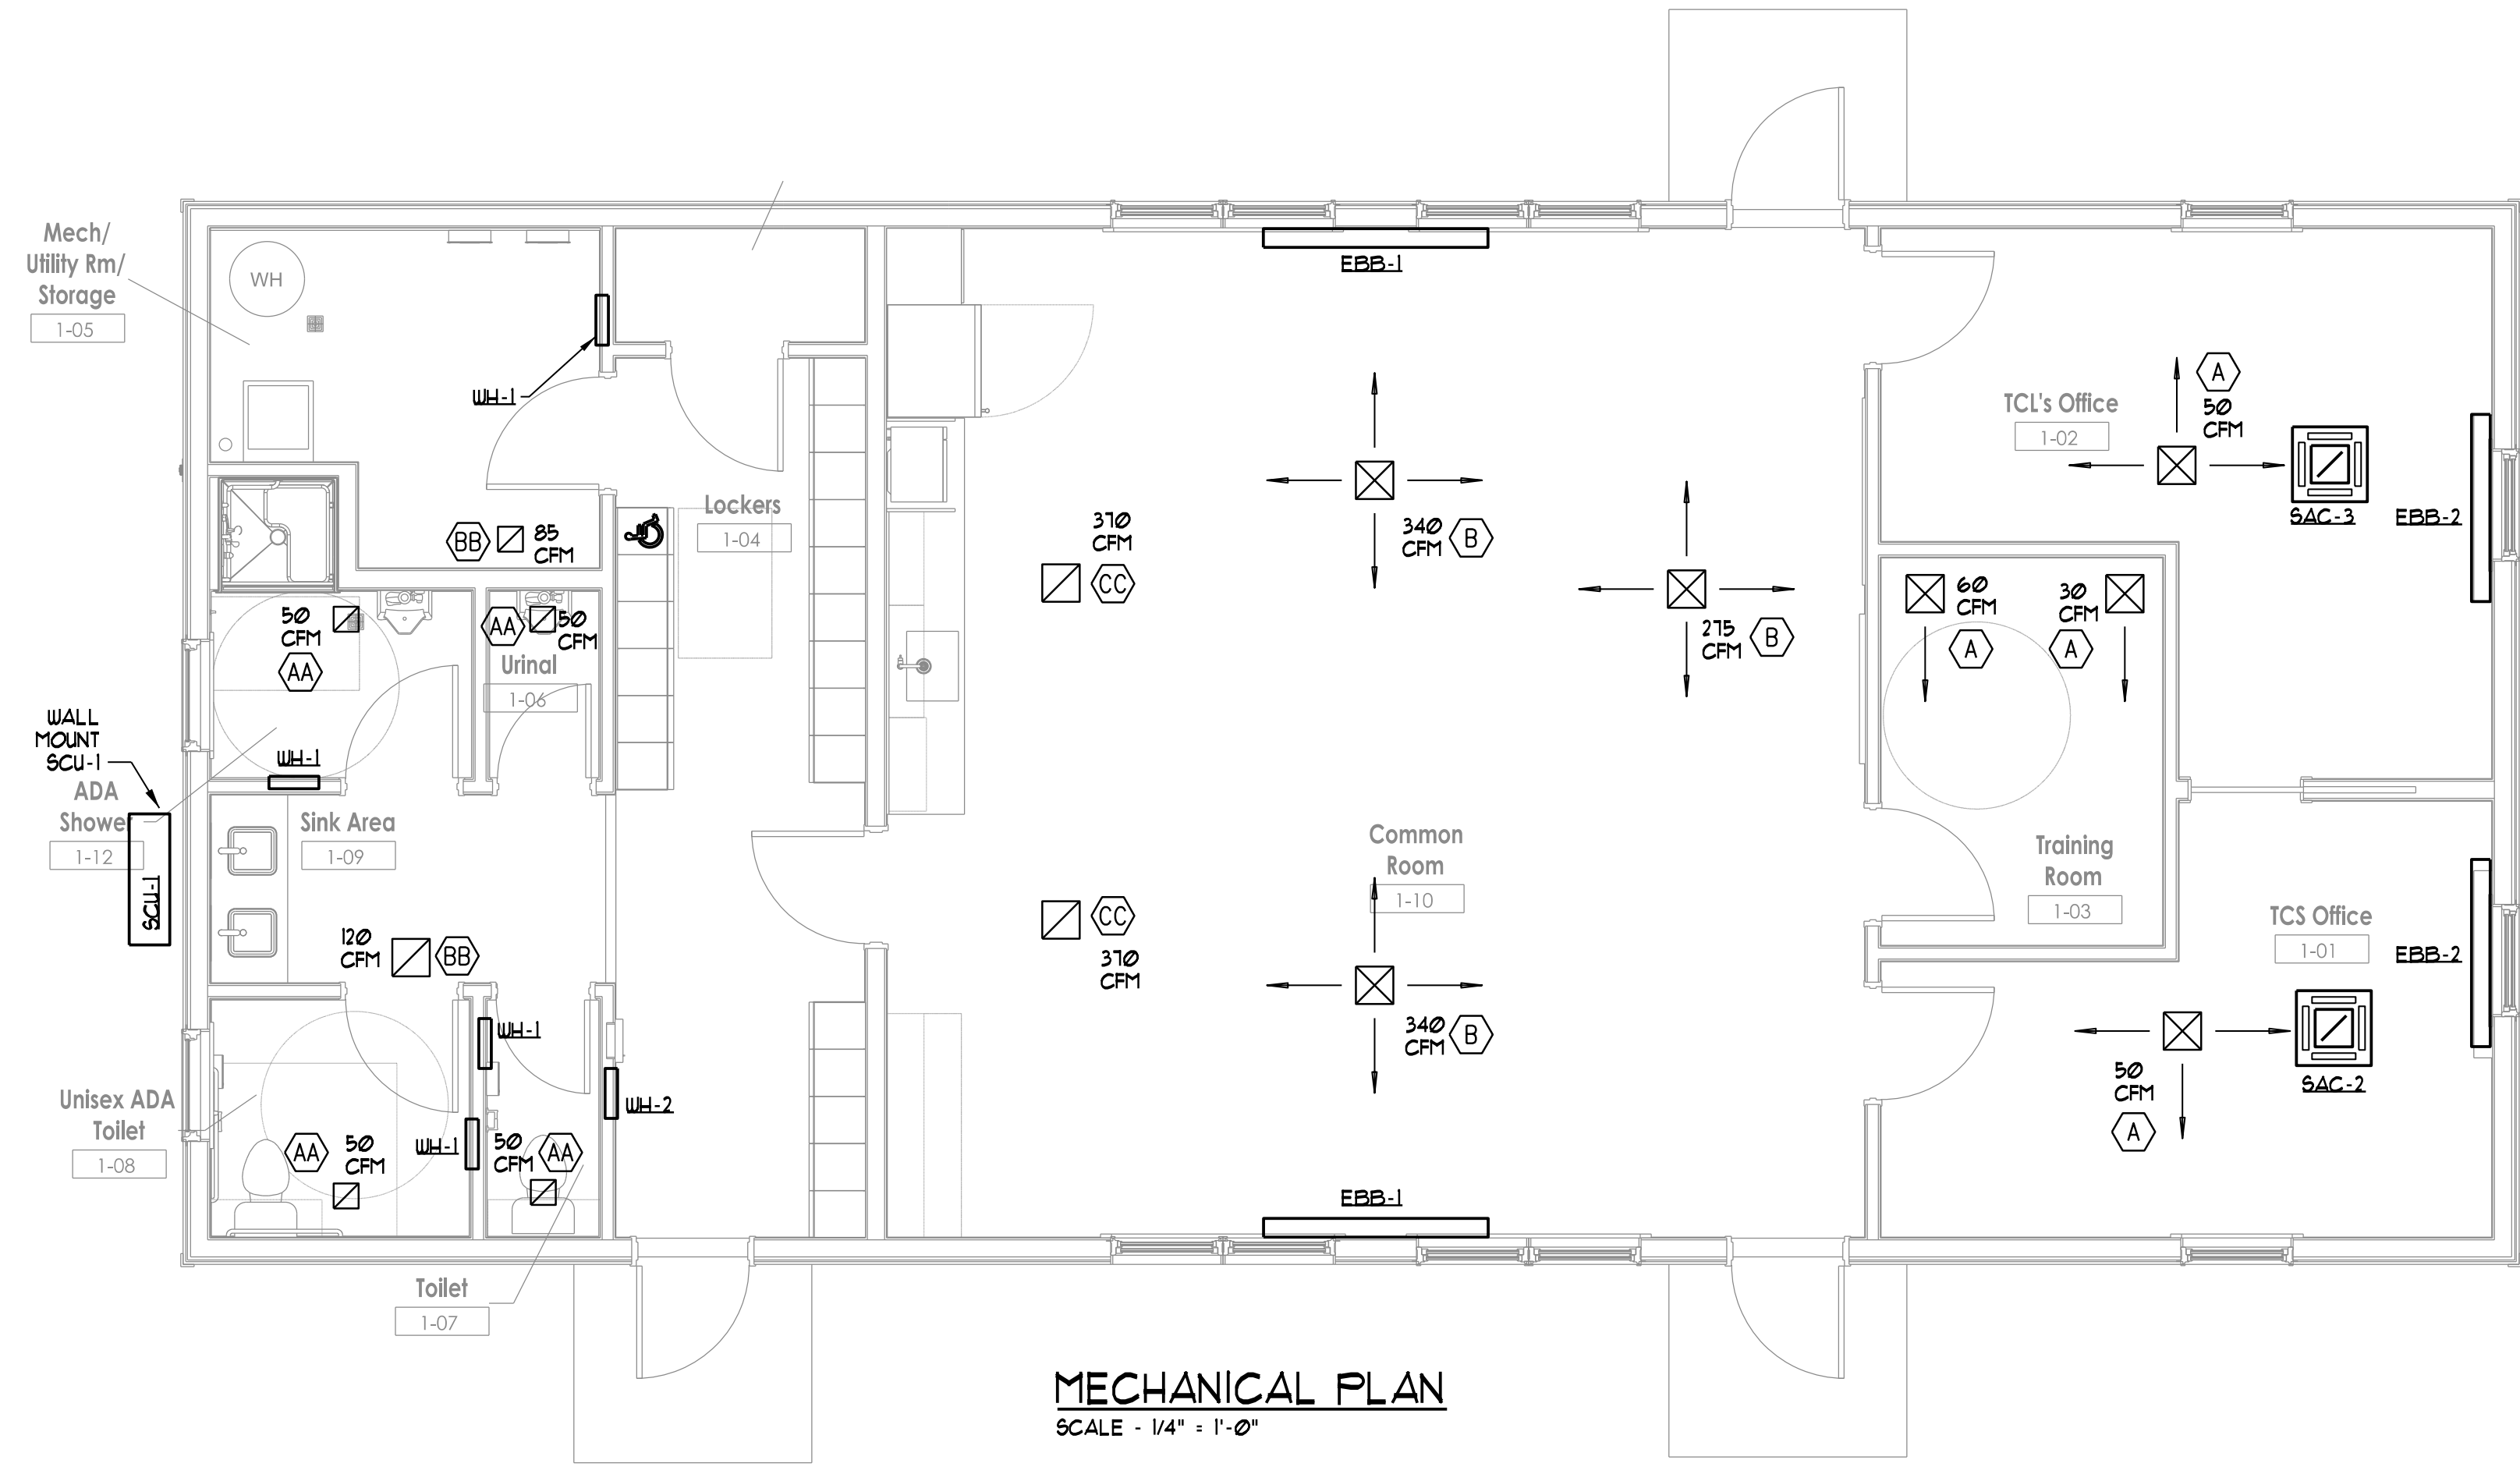 Mech/
Utility Rm/
Storage
1-05
WH
WH-1
EBB-1
Lockers
1-04
BB
85
CFM
50
CFM
AA
AA
50
CFM
Urinal
1-06
WALL
MOUNT
SCU-1
WH-1
ADA
Shower
1-12
SCU-1
Sink Area
1-09
120
CFM
BB
WH-1
WH-2
Unisex ADA
Toilet
1-08
AA
50
CFM
WH-1
50
CFM
AA
Toilet
1-07
370
CFM
CC
340
CFM
B
275
CFM
B
Common
Room
1-10
CC
370
CFM
340
CFM
B
EBB-1
TCL's Office
1-02
A
50
CFM
SAC-3
EBB-2
60
CFM
A
30
CFM
A
Training
Room
1-03
TCS Office
1-01
EBB-2
SAC-2
50
CFM
A
MECHANICAL PLAN
SCALE - 1/4" = 1'-0"